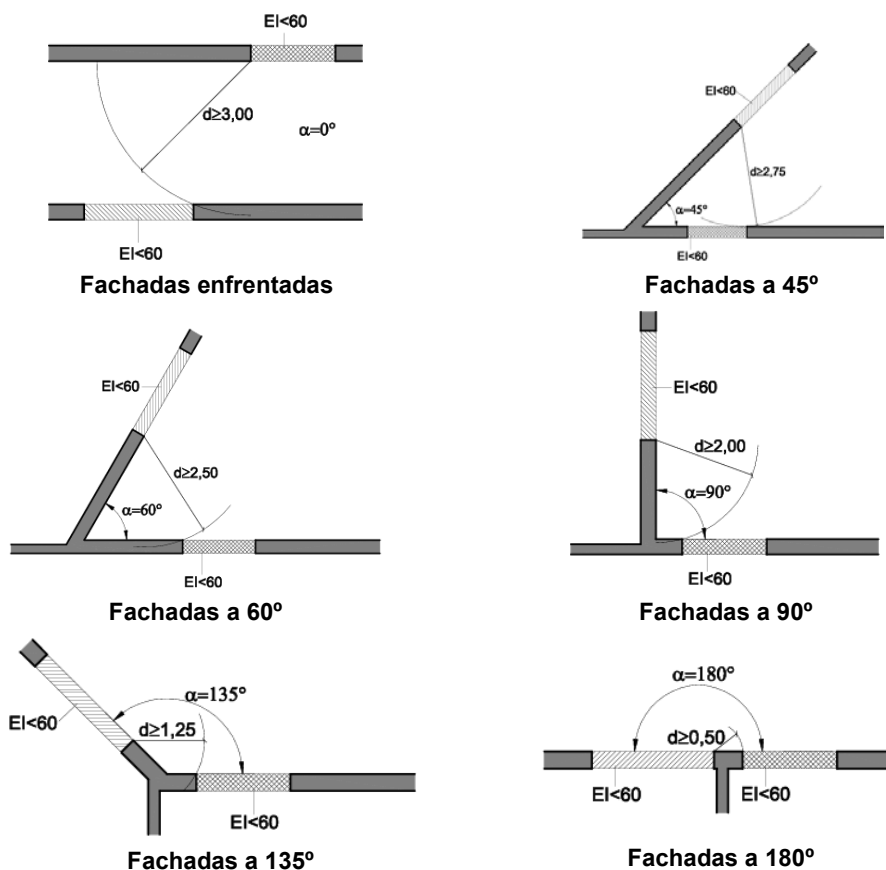 EI<60
d≥3,00
α=0º
EI<60
Fachadas enfrentadas
EI<60
d≥2,75
α=45º
EI<60
Fachadas a 45º
EI<60
d≥2,50
α=60º
EI<60
Fachadas a 60º
EI<60
d≥2,00
α=90º
EI<60
Fachadas a 90º
α=135º
EI<60
d≥1,25
EI<60
Fachadas a 135º
α=180º
d≥0,50
EI<60
EI<60
Fachadas a 180º